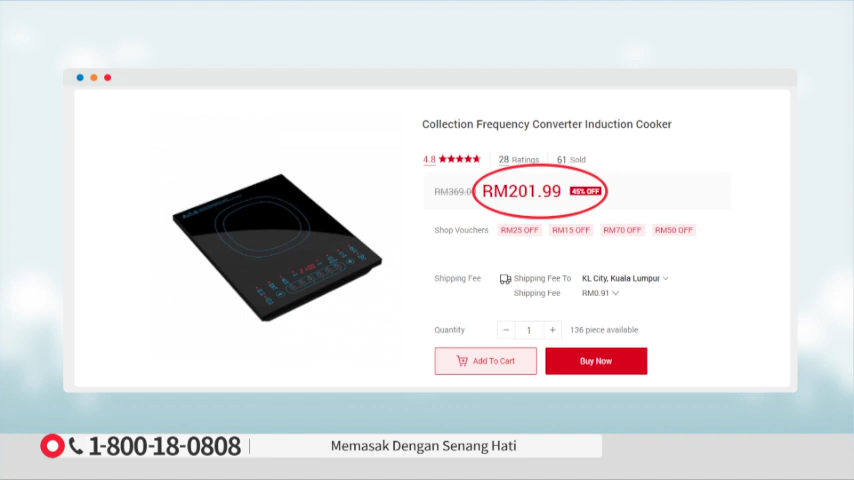 Collection Frequency Converter Induction Cooker
4.8 28 Ratings 61 Sold
RM369.0 RM201.99 45% OFF
Shop Vouchers RM25 OFF RM15 OFF RM70 OFF RM50 OFF
Shipping Fee Shipping Fee To KL City, Kuala Lumpur
Shipping Fee RM0.91
Quantity − 1 + 136 piece available
Add To Cart Buy Now
1-800-18-0808 Memasak Dengan Senang Hati